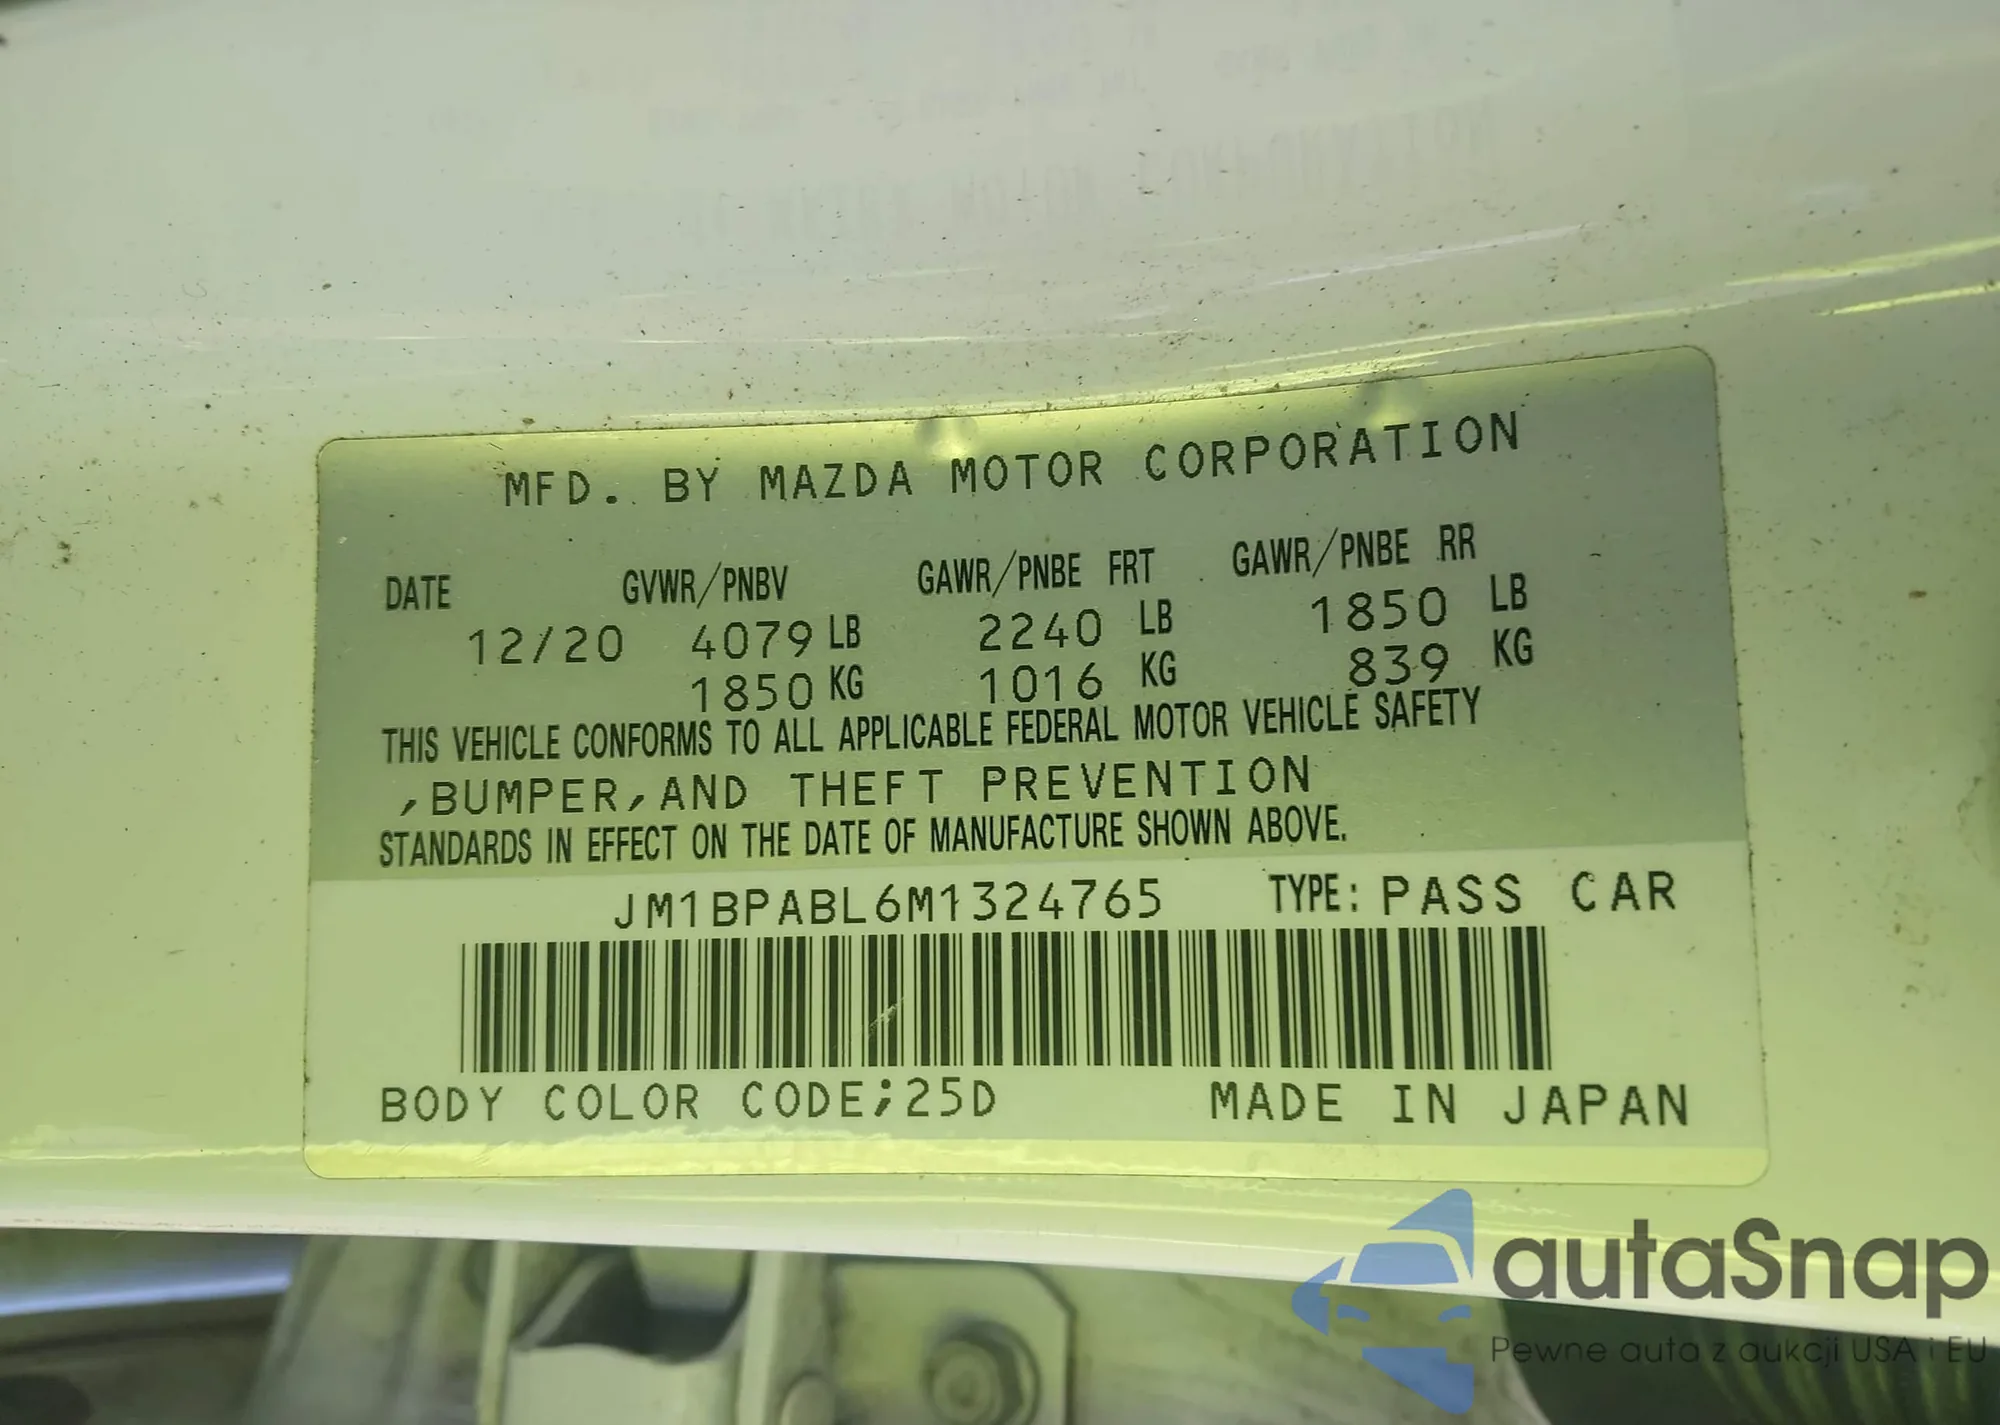 MFD. BY MAZDA MOTOR CORPORATION
DATE GVWR/PNBV GAWR/PNBE FRT GAWR/PNBE RR
12/20 4079 LB 2240 LB 1850 LB
1850 KG 1016 KG 839 KG
THIS VEHICLE CONFORMS TO ALL APPLICABLE FEDERAL MOTOR VEHICLE SAFETY
,BUMPER,AND THEFT PREVENTION
STANDARDS IN EFFECT ON THE DATE OF MANUFACTURE SHOWN ABOVE.
JM1BPABL6M1324765 TYPE: PASS CAR
BODY COLOR CODE;25D MADE IN JAPAN
autaSnap
Pewne auta z aukcji USA i EU